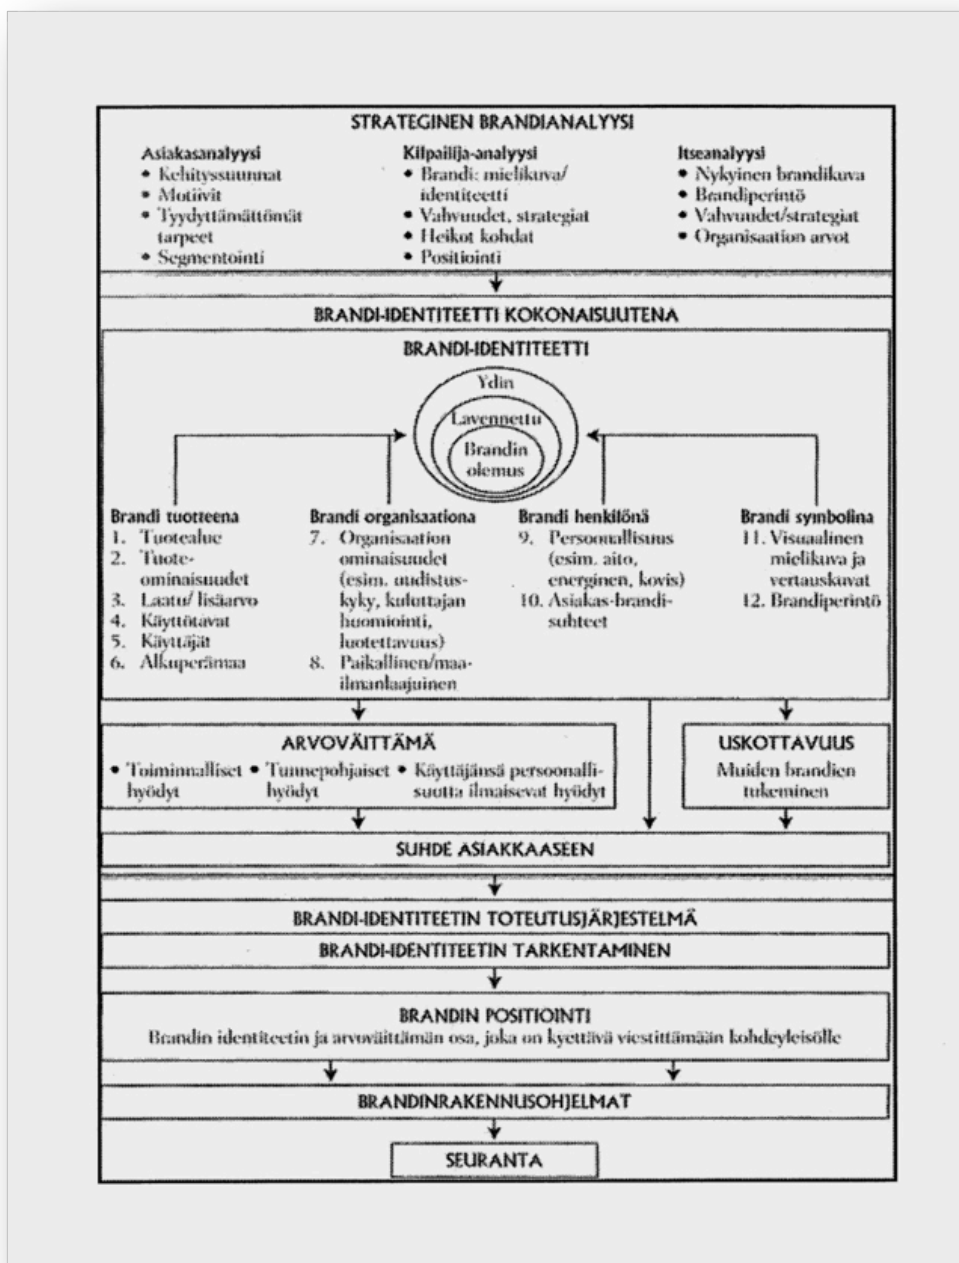 STRATEGINEN BRANDIANALYYSI
Asiakasanalyysi
• Kehityssuunnat
• Motiivit
• Tyydyttämättömät
tarpeet
• Segmentointi
Kilpailija-analyysi
• Brandi: mielikuva/
identiteetti
• Vahvuudet, strategiat
• Heikot kohdat
• Positiointi
Itseanalyysi
• Nykyinen brandikuva
• Brandiperintö
• Vahvuudet/strategiat
• Organisaation arvot
BRANDI-IDENTITEETTI KOKONAISUUTENA
BRANDI-IDENTITEETTI
Ydin
Lavennettu
Brandin
olemus
Brandi tuotteena
1. Tuotealue
2. Tuote-
ominaisuudet
3. Laatu/ lisäarvo
4. Käyttötavat
5. Käyttäjät
6. Alkuperämaa
Brandi organisaationa
7. Organisaation
ominaisuudet
(esim. uudistus-
kyky, kuluttajan
huomiointi,
luotettavuus)
8. Paikallinen/maa-
ilmanlaajuinen
Brandi henkilönä
9. Persoonallisuus
(esim. aito,
energinen, kovis)
10. Asiakas-brandi-
suhteet
Brandi symbolina
11. Visuaalinen
mielikuva ja
vertauskuvat
12. Brandiperintö
ARVOVÄITTÄMÄ
• Toiminnalliset
hyödyt
• Tunnepohjaiset
hyödyt
• Käyttäjänsä persoonalli-
suutta ilmaisevat hyödyt
USKOTTAVUUS
Muiden brandien
tukeminen
SUHDE ASIAKKAASEEN
BRANDI-IDENTITEETIN TOTEUTUSJÄRJESTELMÄ
BRANDI-IDENTITEETIN TARKENTAMINEN
BRANDIN POSITIOINTI
Brandin identiteetin ja arvoväittämän osa, joka on kyettävä viestittämään kohdeyleisölle
BRANDINRAKENNUSOHJELMAT
SEURANTA